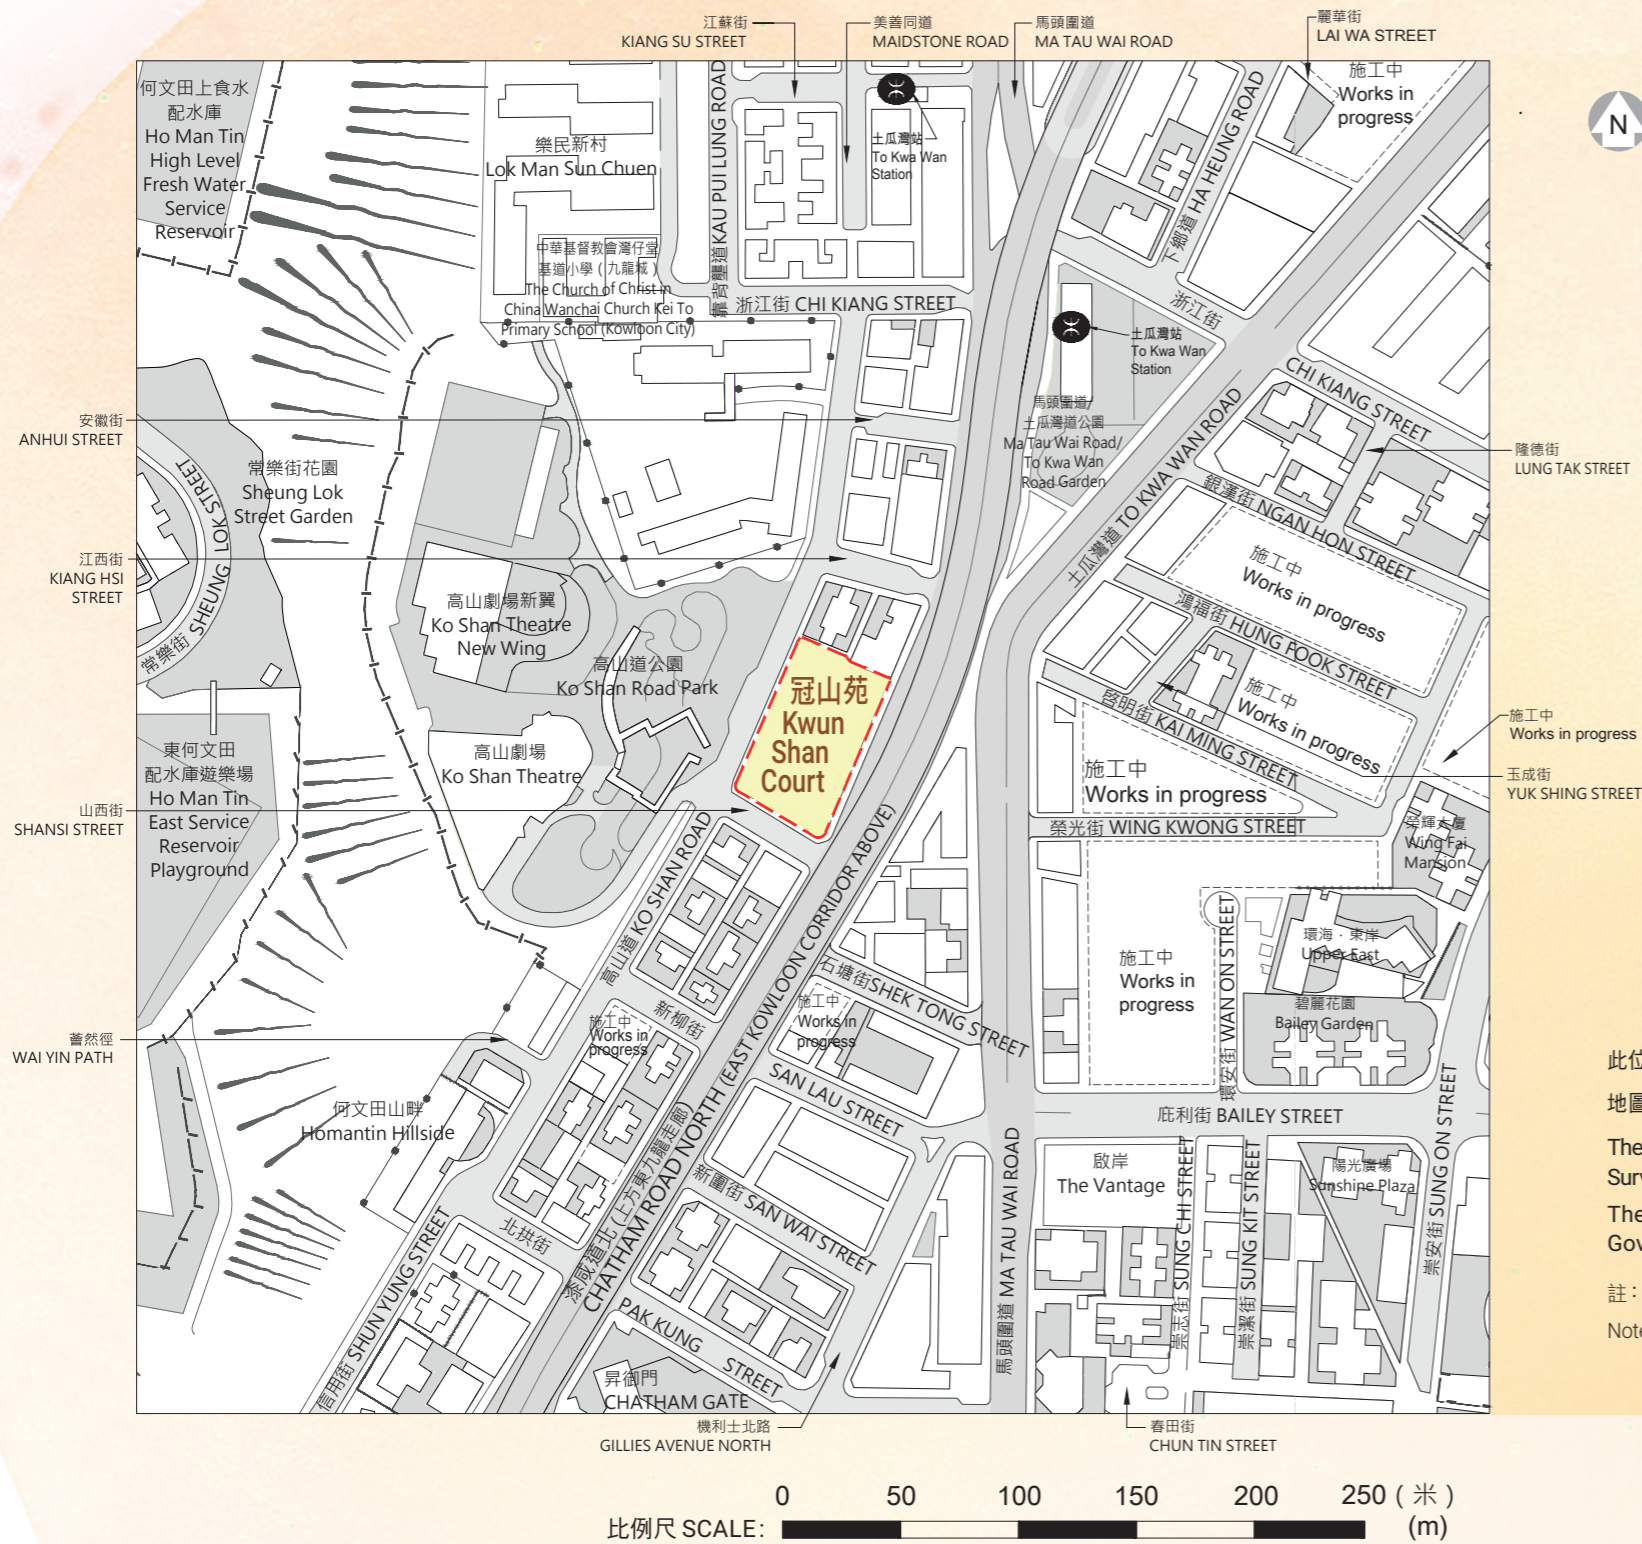 江蘇街
KIANG SU STREET
美善同道
MAIDSTONE ROAD
馬頭圍道
MA TAU WAI ROAD
麗華街
LAI WA STREET
何文田上食水
配水庫
Ho Man Tin
High Level
Fresh Water
Service
Reservoir
樂民新村
Lok Man Sun Chuen
靠背壟道 KAU PUI LUNG ROAD
土瓜灣站
To Kwa Wan
Station
下鄉道 HA HEUNG ROAD
施工中
Works in
progress
N
中華基督教會灣仔堂
基道小學（九龍城）
The Church of Christ in
China Wanchai Church Kei To
Primary School (Kowloon City)
浙江街 CHI KIANG STREET
浙江街
CHI KIANG STREET
土瓜灣站
To Kwa Wan
Station
馬頭圍道/
土瓜灣道公園
Ma Tau Wai Road/
To Kwa Wan
Road Garden
土瓜灣道 TO KWA WAN ROAD
安徽街
ANHUI STREET
常樂街花園
Sheung Lok
Street Garden
常樂街 SHEUNG LOK STREET
隆德街
LUNG TAK STREET
銀漢街 NGAN HON STREET
江西街
KIANG HSI
STREET
施工中
Works in progress
高山劇場新翼
Ko Shan Theatre
New Wing
高山道公園
Ko Shan Road Park
鴻福街 HUNG FOOK STREET
冠山苑
Kwun
Shan
Court
施工中
Works in progress
啓明街 KAI MING STREET
施工中
Works in progress
高山劇場
Ko Shan Theatre
東何文田
配水庫遊樂場
Ho Man Tin
East Service
Reservoir
Playground
施工中
Works in progress
玉成街
YUK SHING STREET
山西街
SHANSI STREET
榮光街 WING KWONG STREET
榮輝大廈
Wing Fai
Mansion
高山道 KO SHAN ROAD
漆咸道北 (上方東九龍走廊)
CHATHAM ROAD NORTH (EAST KOWLOON CORRIDOR ABOVE)
石塘街 SHEK TONG STREET
施工中
Works in
progress
環安街 WAN ON STREET
環海．東岸
Upper East
碧麗花園
Bailey Garden
新柳街
SAN LAU STREET
施工中
Works in
progress
施工中
Works in
progress
薈然徑
WAI YIN PATH
何文田山畔
Homantin Hillside
庇利街 BAILEY STREET
啟岸
The Vantage
陽光廣場
Sunshine Plaza
新圍街 SAN WAI STREET
北拱街
PAK KUNG STREET
信用街 SHUN YUNG STREET
馬頭圍道 MA TAU WAI ROAD
崇志街 SUNG CHI STREET
崇潔街 SUNG KIT STREET
崇安街 SUNG ON STREET
昇御門
CHATHAM GATE
機利士北路
GILLIES AVENUE NORTH
春田街
CHUN TIN STREET
此位
地圖
The
Surv
The
Gov
註：
Note
0 50 100 150 200 250 ( 米 )
比例尺 SCALE: (m)